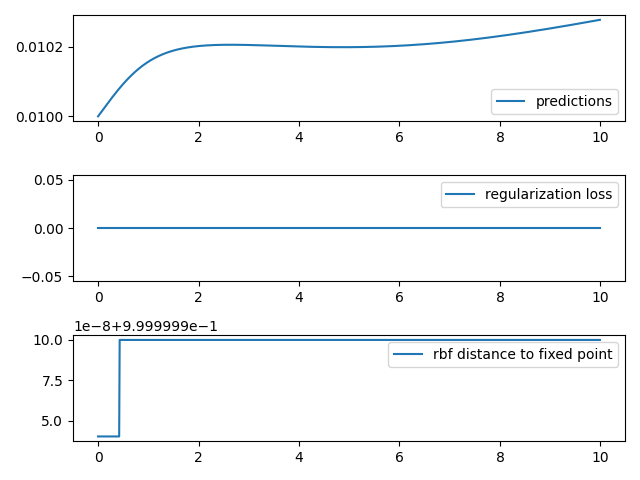 0.0102
0.0100
predictions
0 2 4 6 8 10
0.05
0.00
−0.05
regularization loss
0 2 4 6 8 10
1e−8+9.999999e−1
10.0
7.5
5.0
rbf distance to fixed point
0 2 4 6 8 10